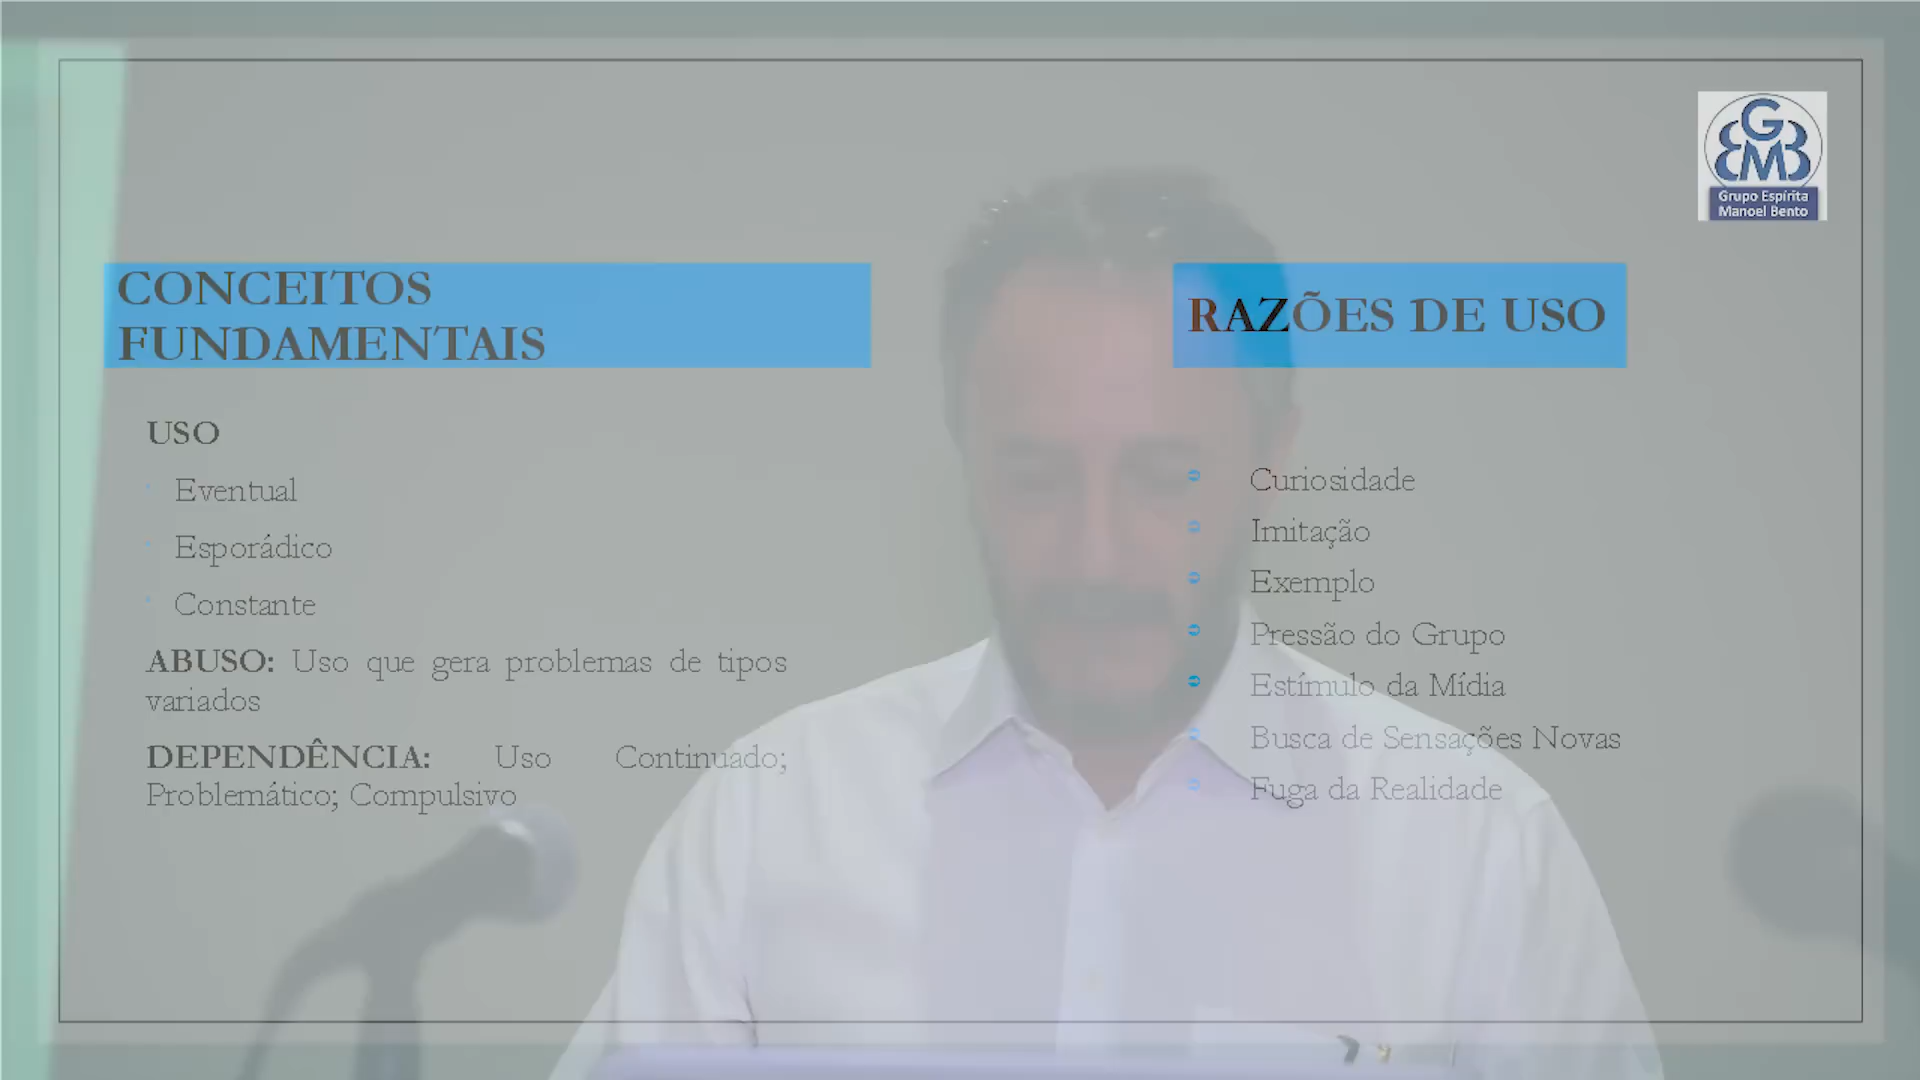 GEMB
Grupo Espírita
Manoel Bento
CONCEITOS
FUNDAMENTAIS
USO
Eventual
Esporádico
Constante
ABUSO: Uso que gera problemas de tipos
variados
DEPENDÊNCIA: Uso Continuado;
Problemático; Compulsivo
RAZÕES DE USO
Curiosidade
Imitação
Exemplo
Pressão do Grupo
Estímulo da Mídia
Busca de Sensações Novas
Fuga da Realidade